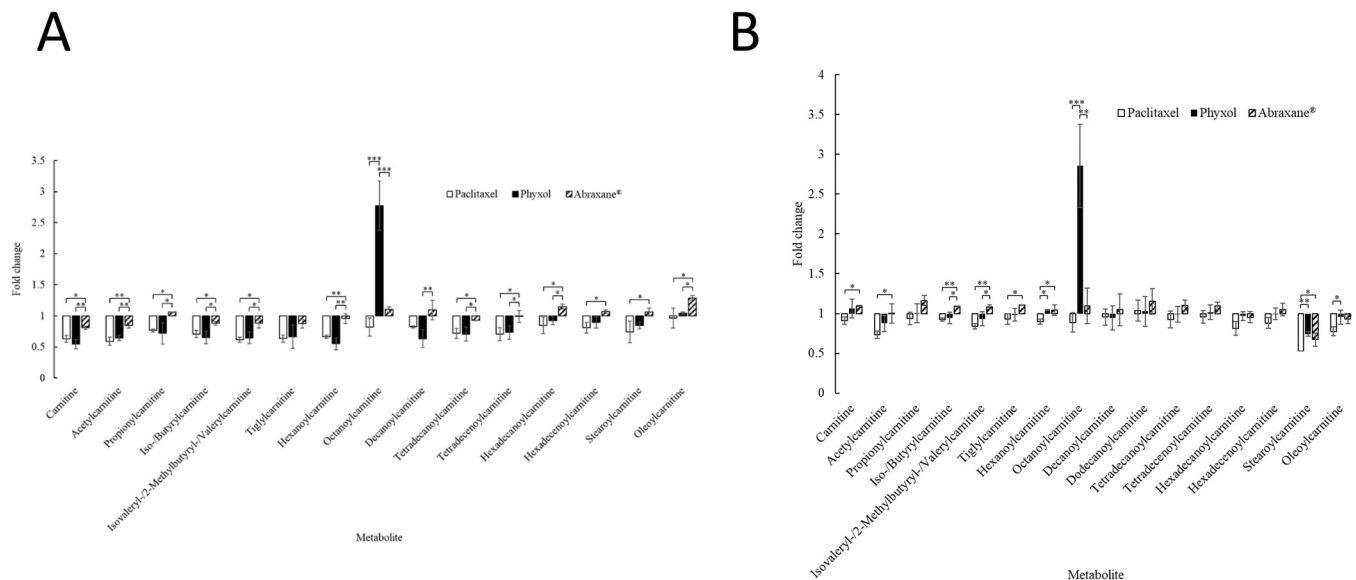 A
Fold change
3.5
3
2.5
2
1.5
1
0.5
0
Paclitaxel Phyxol Abraxane®
* ** ** ** * * * * * * ** ** *** *** ** * * * * * * * * * *
Carnitine
Acetylcarnitine
Propionylcarnitine
Iso-/Butyrylcarnitine
Isovaleryl-/2-Methylbutyryl-/Valerylcarnitine
Tiglylcarnitine
Hexanoylcarnitine
Octanoylcarnitine
Decanoylcarnitine
Tetradecanoylcarnitine
Tetradecenoylcarnitine
Hexadecanoylcarnitine
Hexadecenoylcarnitine
Stearoylcarnitine
Oleoylcarnitine
Metabolite
B
Fold change
4
3.5
3
2.5
2
1.5
1
0.5
0
Paclitaxel Phyxol Abraxane®
* * ** * ** * * * * *** ** * ** *
Carnitine
Acetylcarnitine
Propionylcarnitine
Iso-/Butyrylcarnitine
Isovaleryl-/2-Methylbutyryl-/Valerylcarnitine
Tiglylcarnitine
Hexanoylcarnitine
Octanoylcarnitine
Decanoylcarnitine
Dodecanoylcarnitine
Tetradecanoylcarnitine
Tetradecenoylcarnitine
Hexadecanoylcarnitine
Hexadecenoylcarnitine
Stearoylcarnitine
Oleoylcarnitine
Metabolite